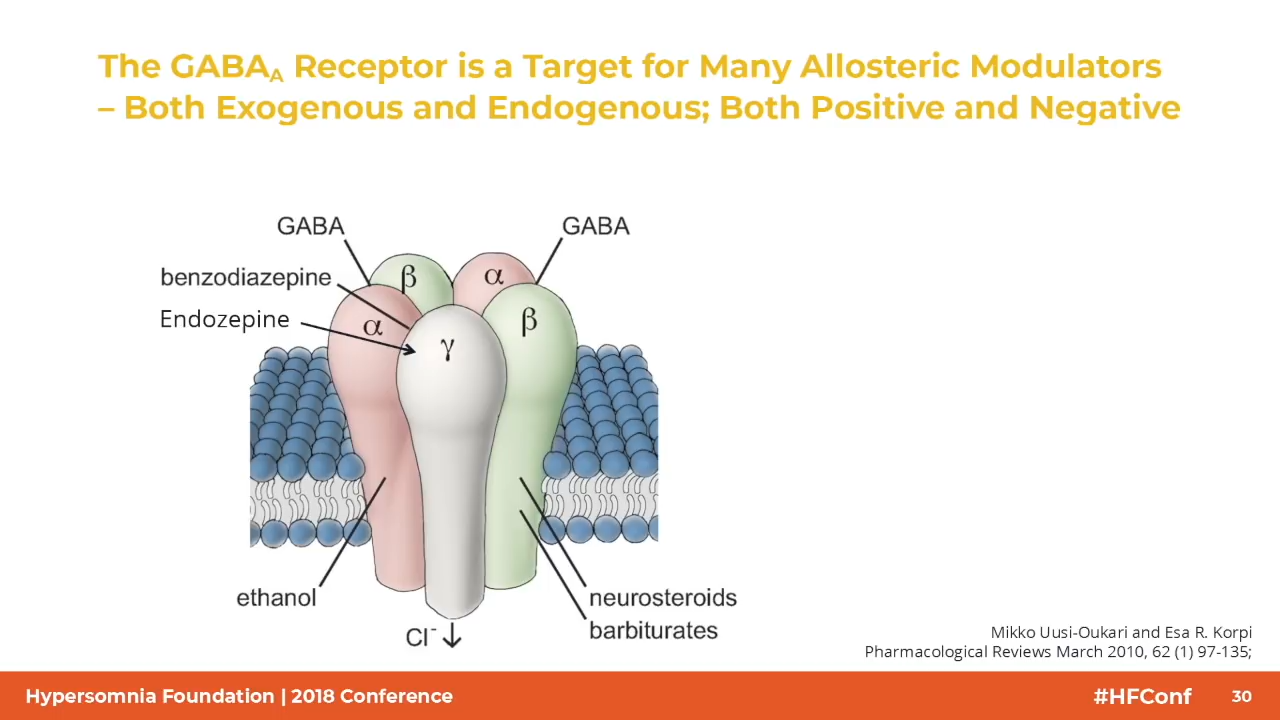 The GABAA Receptor is a Target for Many Allosteric Modulators
– Both Exogenous and Endogenous; Both Positive and Negative
GABA
GABA
benzodiazepine
Endozepine
β
α
α
β
γ
ethanol
neurosteroids
barbiturates
Cl⁻
Mikko Uusi-Oukari and Esa R. Korpi
Pharmacological Reviews March 2010, 62 (1) 97-135;
Hypersomnia Foundation | 2018 Conference
#HFConf
30